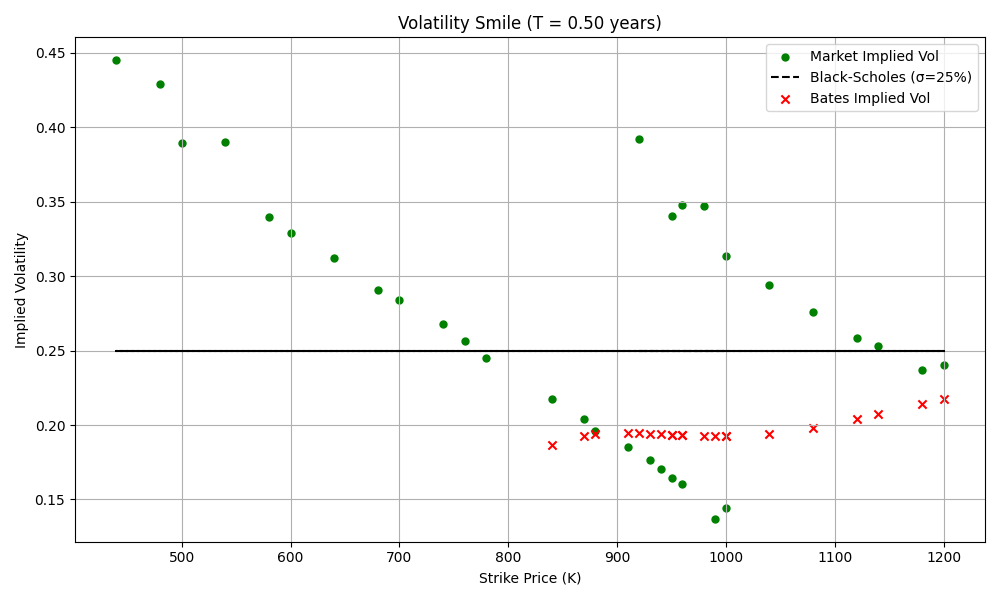 Volatility Smile (T = 0.50 years)
Market Implied Vol
Black-Scholes (σ=25%)
Bates Implied Vol
0.45
0.40
0.35
0.30
0.25
0.20
0.15
Implied Volatility
500 600 700 800 900 1000 1100 1200
Strike Price (K)